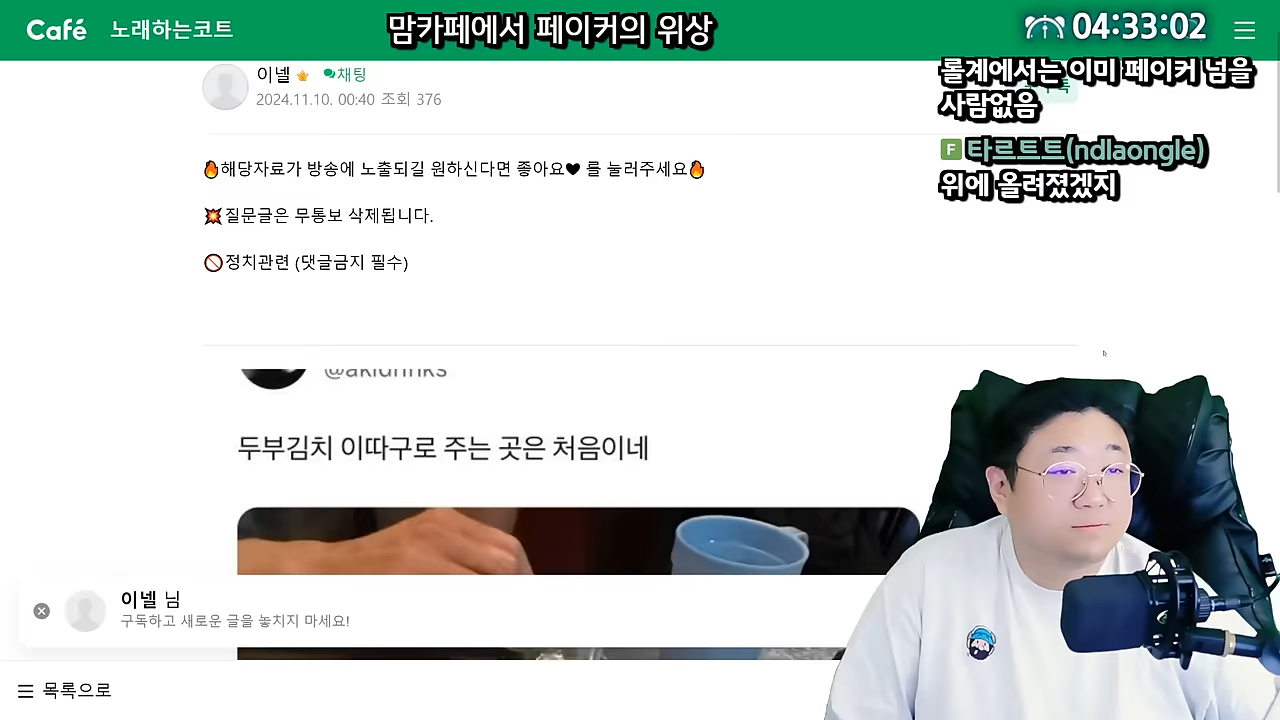 Café 노래하는코트
맘카페에서 페이커의 위상
04:33:02
이넬 채팅
2024.11.10. 00:40 조회 376
롤계에서는 이미 페이커 넘을
사람없음
F 타르트트(ndlaongle)
위에 올려졌겠지
🔥해당자료가 방송에 노출되길 원하신다면 좋아요♥ 를 눌러주세요🔥
💥질문글은 무통보 삭제됩니다.
🚫정치관련 (댓글금지 필수)
두부김치 이따구로 주는 곳은 처음이네
이넬 님
구독하고 새로운 글을 놓치지 마세요!
목록으로